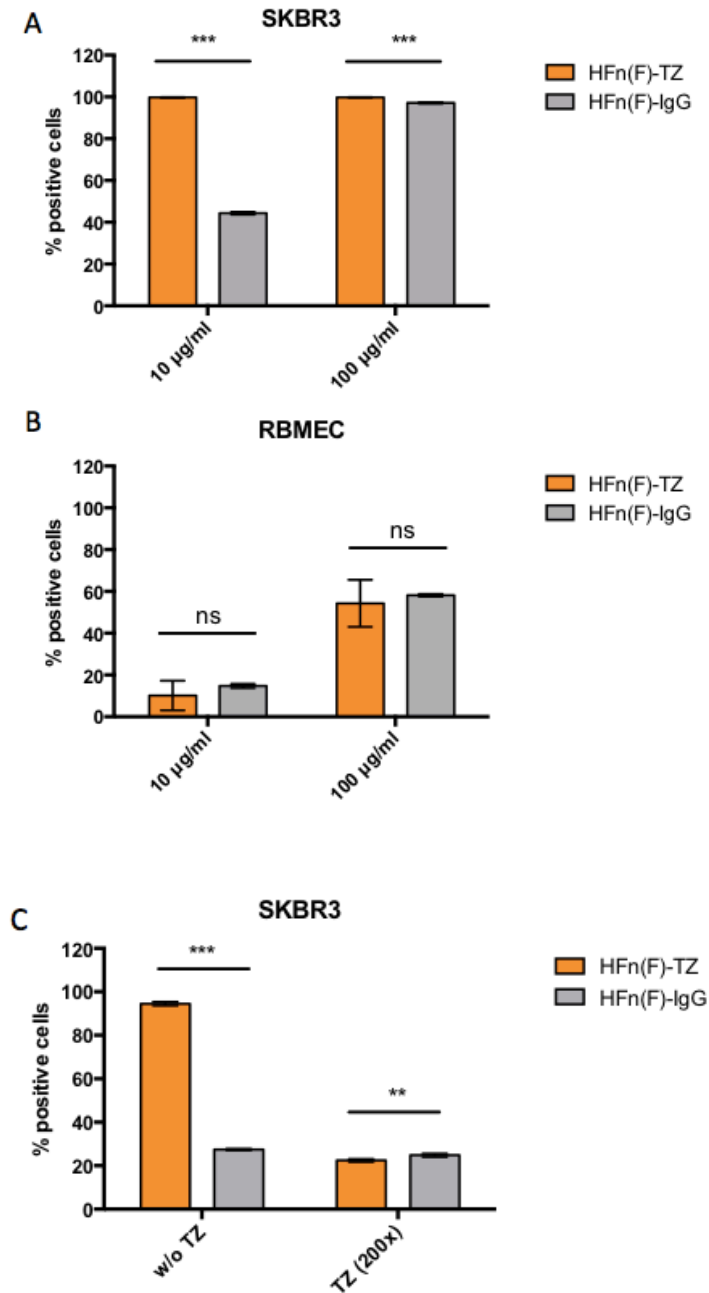 A
SKBR3
*** ***
120
100
80
60
40
20
0
% positive cells
10 µg/ml 100 µg/ml
HFn(F)-TZ
HFn(F)-IgG
B
RBMEC
120
100
80
60
40
20
0
% positive cells
ns ns
10 µg/ml 100 µg/ml
HFn(F)-TZ
HFn(F)-IgG
C
SKBR3
*** **
120
100
80
60
40
20
0
% positive cells
w/o TZ TZ (200x)
HFn(F)-TZ
HFn(F)-IgG